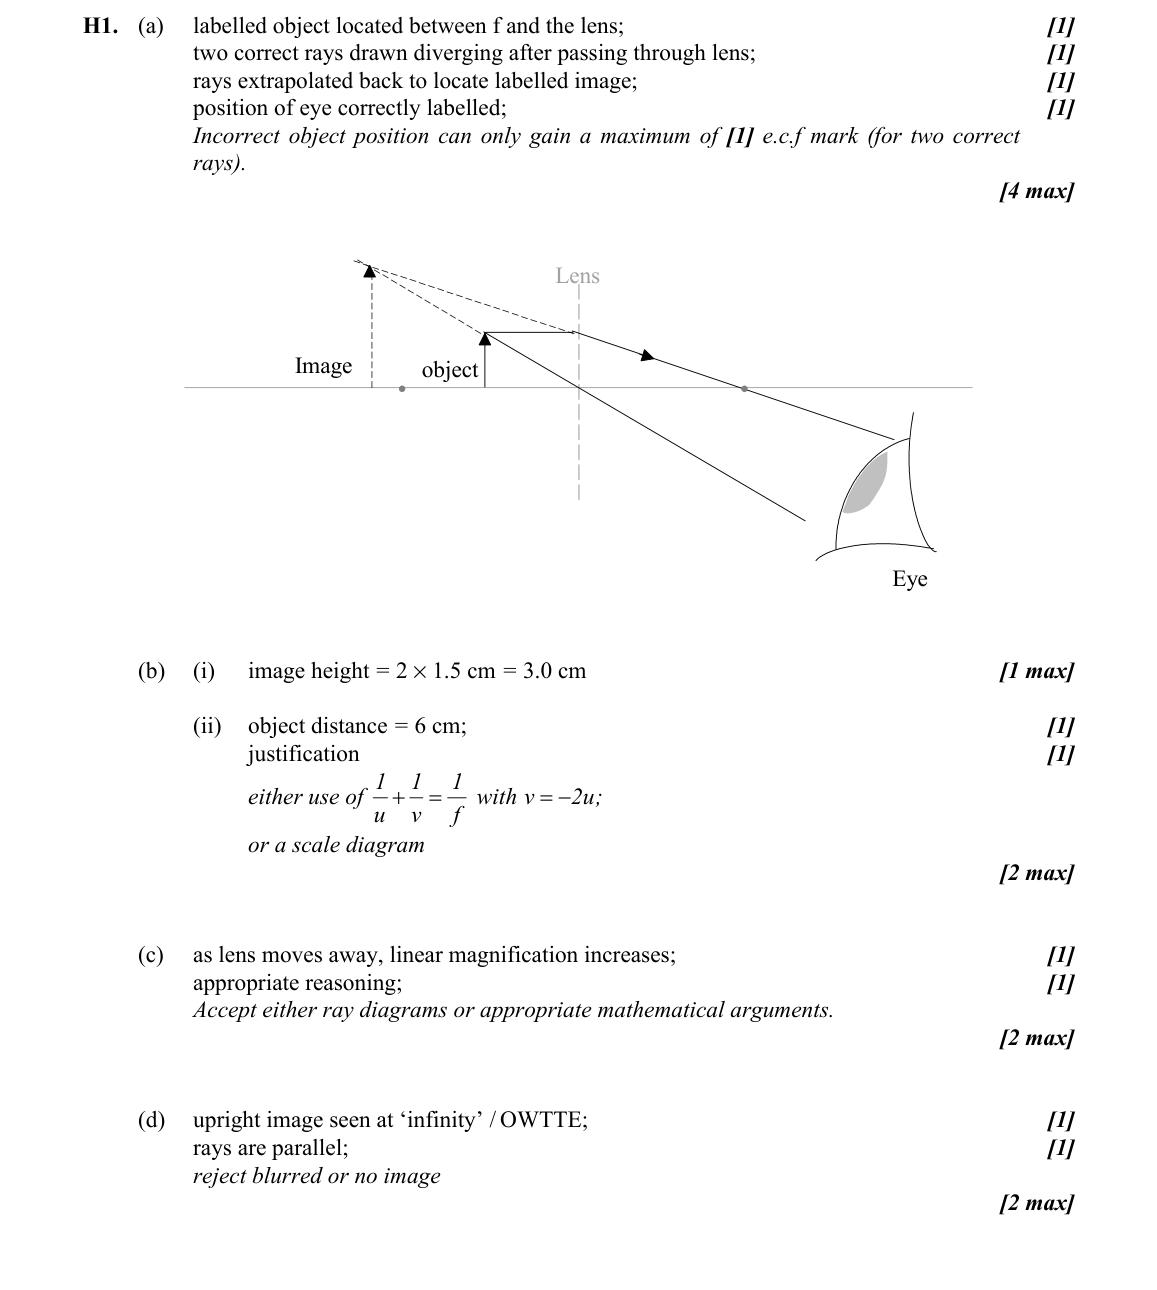 H1. (a) labelled object located between f and the lens; [1]
two correct rays drawn diverging after passing through lens; [1]
rays extrapolated back to locate labelled image; [1]
position of eye correctly labelled; [1]
Incorrect object position can only gain a maximum of [1] e.c.f mark (for two correct
rays).
[4 max]
Lens
Image
object
Eye
(b) (i) image height = 2 × 1.5 cm = 3.0 cm [1 max]
(ii) object distance = 6 cm; [1]
justification [1]
either use of 1/u + 1/v = 1/f with v = −2u;
or a scale diagram
[2 max]
(c) as lens moves away, linear magnification increases; [1]
appropriate reasoning; [1]
Accept either ray diagrams or appropriate mathematical arguments.
[2 max]
(d) upright image seen at ‘infinity’ / OWTTE; [1]
rays are parallel; [1]
reject blurred or no image
[2 max]